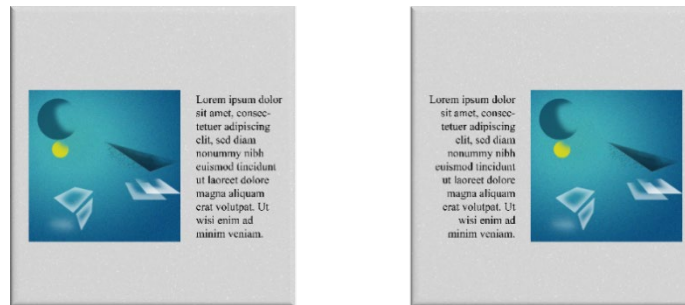 Lorem ipsum dolor
sit amet, consec-
tetuer adipiscing
elit, sed diam
nonummy nibh
euismod tincidunt
ut laoreet dolore
magna aliquam
erat volutpat. Ut
wisi enim ad
minim veniam.
Lorem ipsum dolor
sit amet, consec-
tetuer adipiscing
elit, sed diam
nonummy nibh
euismod tincidunt
ut laoreet dolore
magna aliquam
erat volutpat. Ut
wisi enim ad
minim veniam.